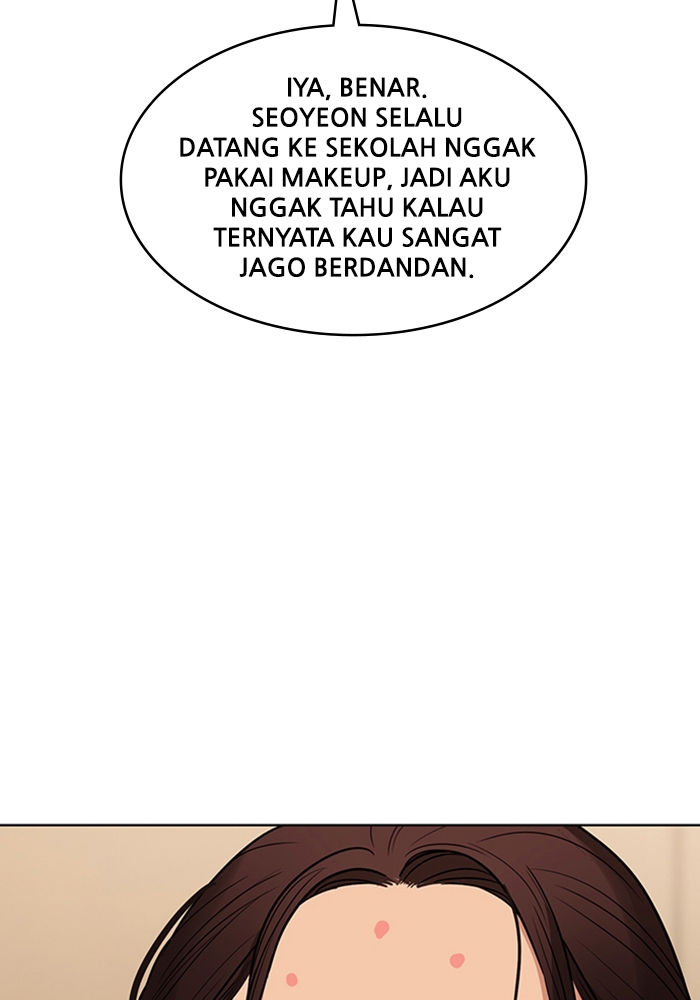 IYA, BENAR.
SEOYEON SELALU
DATANG KE SEKOLAH NGGAK
PAKAI MAKEUP, JADI AKU
NGGAK TAHU KALAU
TERNYATA KAU SANGAT
JAGO BERDANDAN.